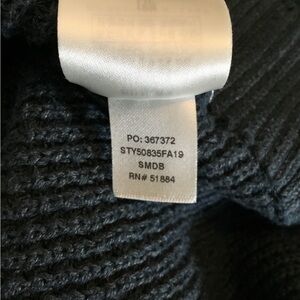 PO: 367372
STY50835FA19
SMDB
RN# 51884